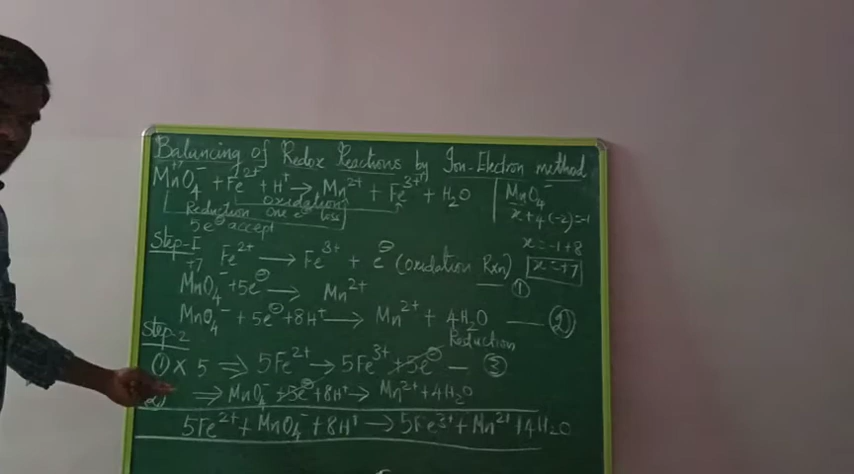 Balancing of Redox Reactions by Ion-Electron method
+7
MnO₄⁻ + Fe²⁺ + H⁺ → Mn²⁺ + Fe³⁺ + H₂O
oxidation
Reduction one e⊖ loss
5e⊖ accept
MnO₄⁻
x+4(-2)=-1
x=-1+8
x=+7
Step-I Fe²⁺ → Fe³⁺ + e⊖ (oxidation Rxn) — ①
+7
MnO₄⁻ +5e⊖ → Mn²⁺
MnO₄⁻ + 5e⊖ +8H⁺ → Mn²⁺ + 4H₂O — ②
Reduction
Step-2
① × 5 ⇒ 5Fe²⁺ → 5Fe³⁺ +5e⊖ — ③
⇒ MnO₄⁻ +5e⊖ +8H⁺ → Mn²⁺+4H₂O
5Fe²⁺ + MnO₄⁻ + 8H⁺ → 5Fe³⁺ + Mn²⁺ + 4H₂O